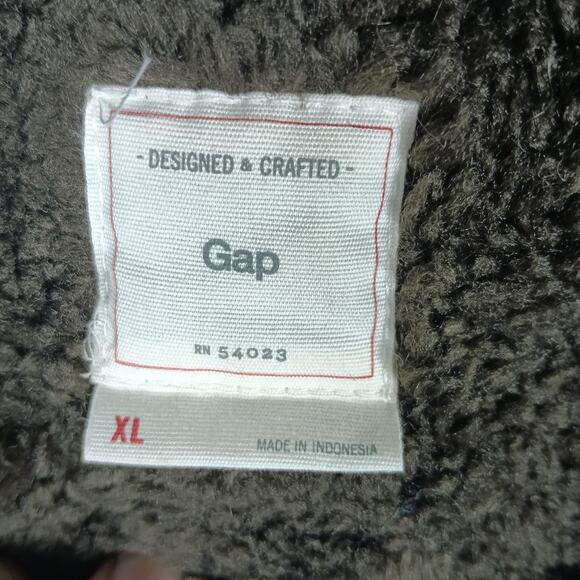 - DESIGNED & CRAFTED -
Gap
RN 54023
XL
MADE IN INDONESIA